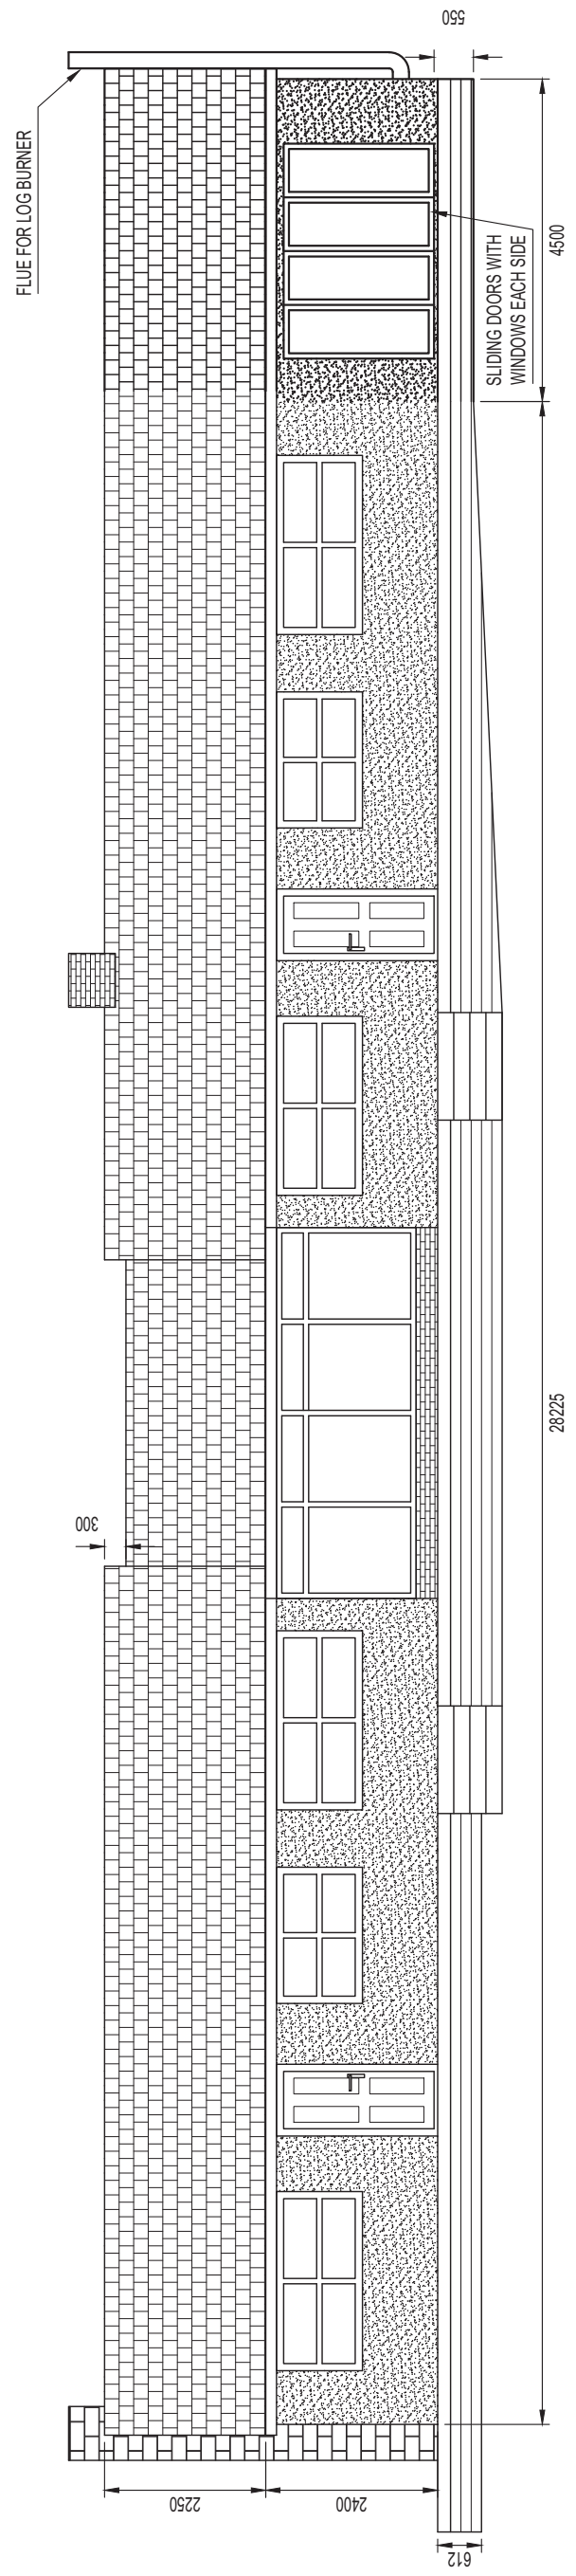 FLUE FOR LOG BURNER
550
SLIDING DOORS WITH
WINDOWS EACH SIDE
4500
300
28225
2250
2400
612